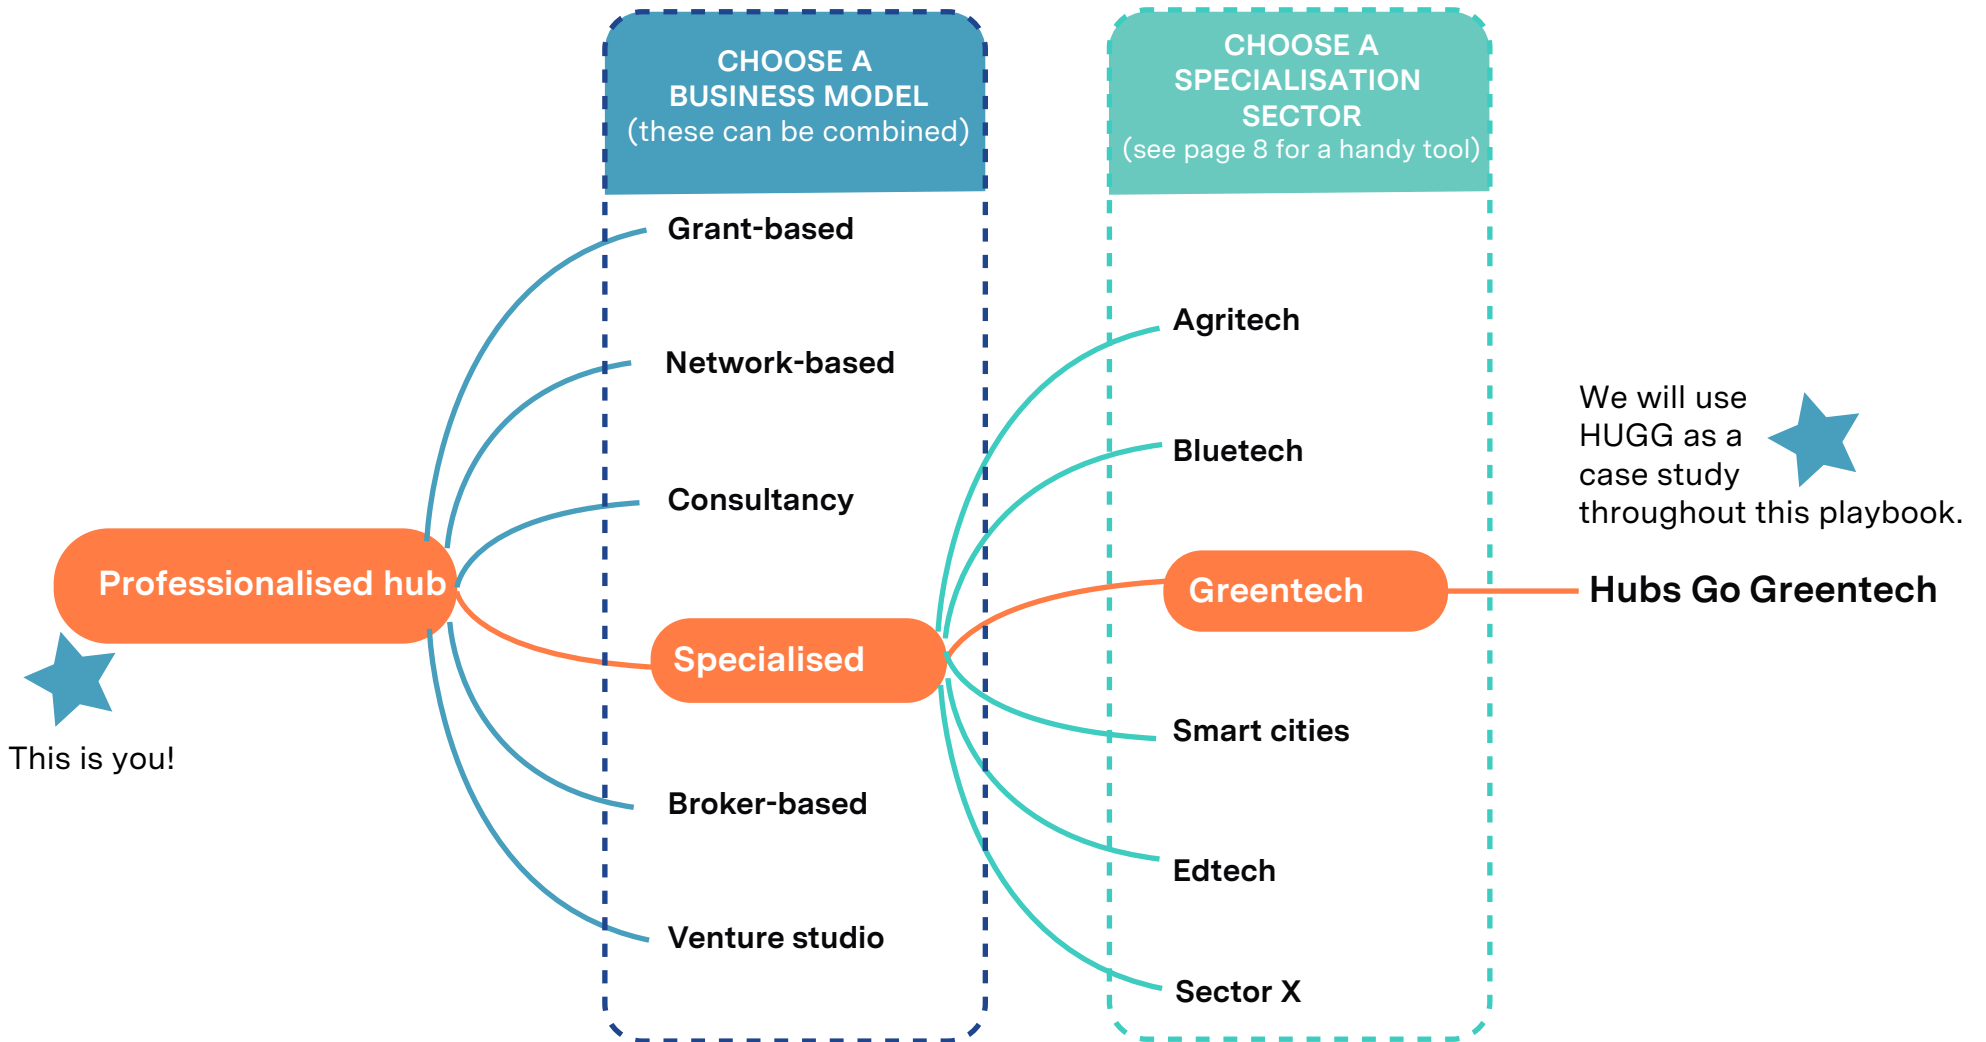 CHOOSE A
BUSINESS MODEL
(these can be combined)
CHOOSE A
SPECIALISATION
SECTOR
(see page 8 for a handy tool)
Professionalised hub
This is you!
Grant-based
Network-based
Consultancy
Specialised
Broker-based
Venture studio
Agritech
Bluetech
Greentech
Smart cities
Edtech
Sector X
We will use
HUGG as a
case study
throughout this playbook.
Hubs Go Greentech